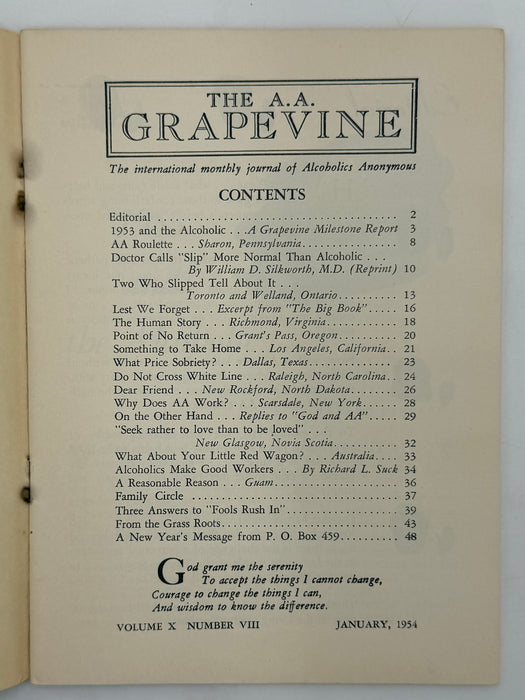 THE A.A.
GRAPEVINE
The international monthly journal of Alcoholics Anonymous
CONTENTS
Editorial ........................................ 2
1953 and the Alcoholic . . . A Grapevine Milestone Report 3
AA Roulette . . . Sharon, Pennsylvania.............. 8
Doctor Calls "Slip" More Normal Than Alcoholic . . .
By William D. Silkworth, M.D. (Reprint) 10
Two Who Slipped Tell About It . . .
Toronto and Welland, Ontario.......... 13
Lest We Forget . . . Excerpt from "The Big Book"..... 16
The Human Story . . . Richmond, Virginia............ 18
Point of No Return . . . Grant's Pass, Oregon......... 20
Something to Take Home . . . Los Angeles, California.. 21
What Price Sobriety? . . . Dallas, Texas.............. 23
Do Not Cross White Line . . . Raleigh, North Carolina.. 24
Dear Friend . . . New Rockford, North Dakota........ 26
Why Does AA Work? . . . Scarsdale, New York....... 28
On the Other Hand . . . Replies to "God and AA"..... 29
"Seek rather to love than to be loved" . . .
New Glasgow, Novia Scotia........... 32
What About Your Little Red Wagon? . . . Australia.... 33
Alcoholics Make Good Workers . . . By Richard L. Suck 34
A Reasonable Reason . . . Guam..................... 36
Family Circle ................................... 37
Three Answers to "Fools Rush In"................... 39
From the Grass Roots.............................. 43
A New Year's Message from P. O. Box 459.......... 48
God grant me the serenity
To accept the things I cannot change,
Courage to change the things I can,
And wisdom to know the difference.
VOLUME X NUMBER VIII JANUARY, 1954